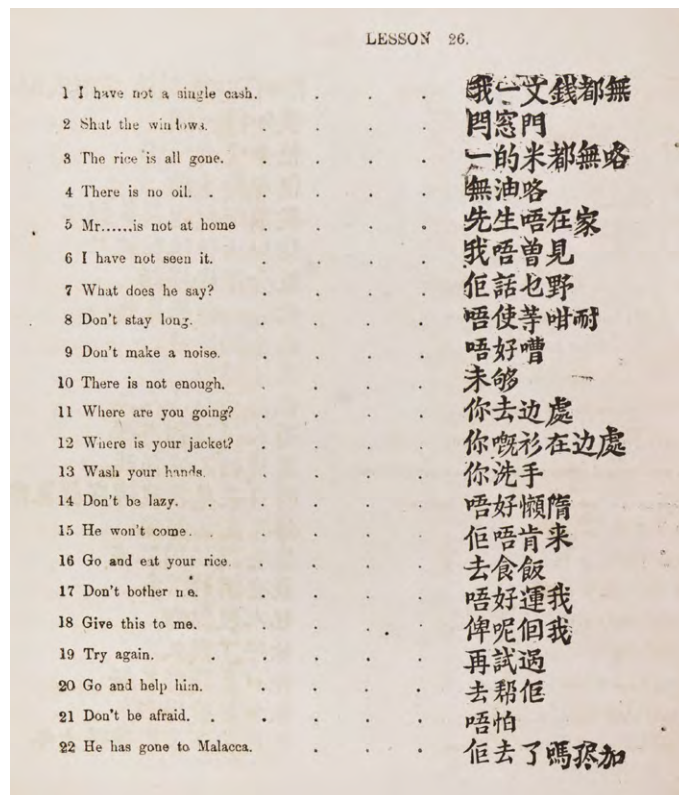 LESSON 26.
1 I have not a single cash. . . . 我一文錢都無
2 Shut the windows. . . . . 閂窓門
3 The rice is all gone. . . . 一的米都無咯
4 There is no oil. . . . . . 無油咯
5 Mr......is not at home . . . . 先生唔在家
6 I have not seen it. . . . . 我唔曽見
7 What does he say? . . . . 佢話乜野
8 Don't stay long. . . . . 唔使等咁耐
9 Don't make a noise. . . . . 唔好嘈
10 There is not enough. . . . . 未够
11 Where are you going? . . . . 你去边處
12 Where is your jacket? . . . . 你嘅衫在边處
13 Wash your hands. . . . . 你洗手
14 Don't be lazy. . . . . . 唔好懶隋
15 He won't come. . . . . . 佢唔肯来
16 Go and eat your rice. . . . . 去食飯
17 Don't bother me. . . . . 唔好運我
18 Give this to me. . . . . 俾呢佪我
19 Try again. . . . . . 再試过
20 Go and help him. . . . . 去帮佢
21 Don't be afraid. . . . . . 唔怕
22 He has gone to Malacca. . . . 佢去了嗎𤥭加